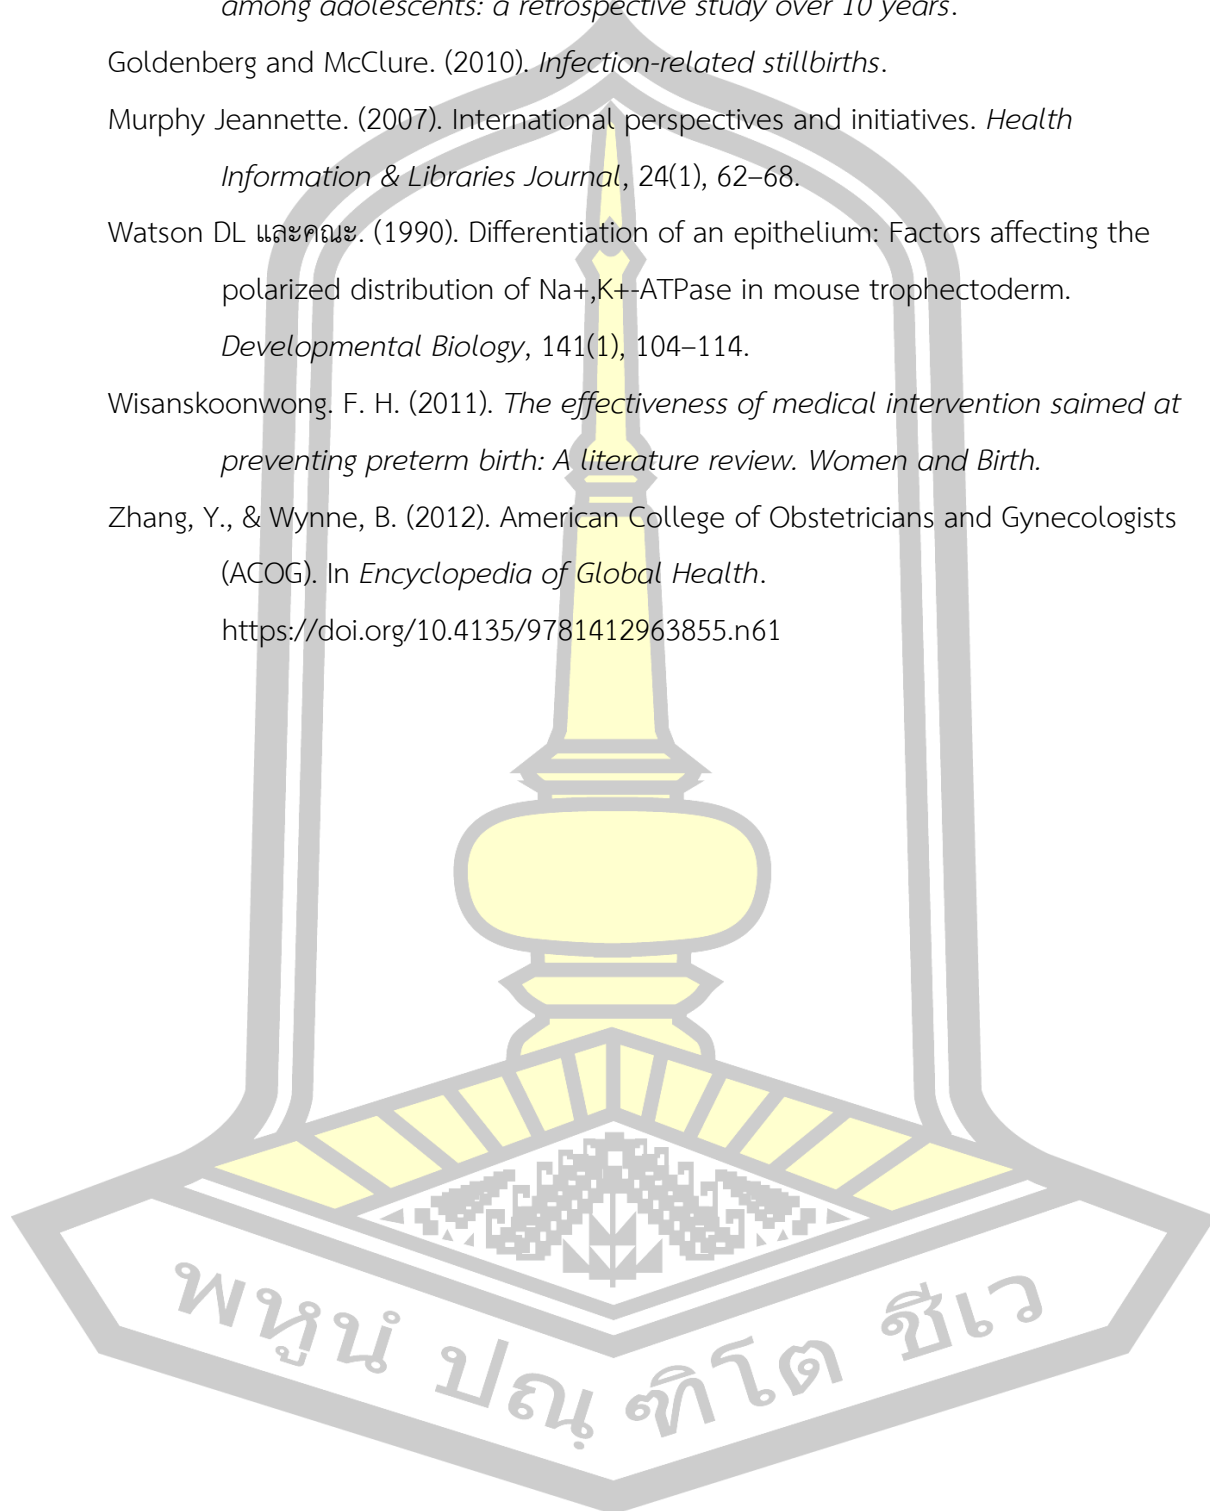 among adolescents: a retrospective study over 10 years.
Goldenberg and McClure. (2010). Infection-related stillbirths.
Murphy Jeannette. (2007). International perspectives and initiatives. Health
Information & Libraries Journal, 24(1), 62–68.
Watson DL และคณะ. (1990). Differentiation of an epithelium: Factors affecting the
polarized distribution of Na+,K+-ATPase in mouse trophectoderm.
Developmental Biology, 141(1), 104–114.
Wisanskoonwong. F. H. (2011). The effectiveness of medical intervention saimed at
preventing preterm birth: A literature review. Women and Birth.
Zhang, Y., & Wynne, B. (2012). American College of Obstetricians and Gynecologists
(ACOG). In Encyclopedia of Global Health.
https://doi.org/10.4135/9781412963855.n61
พหูนํ ปณฺฑิโต ชีเว